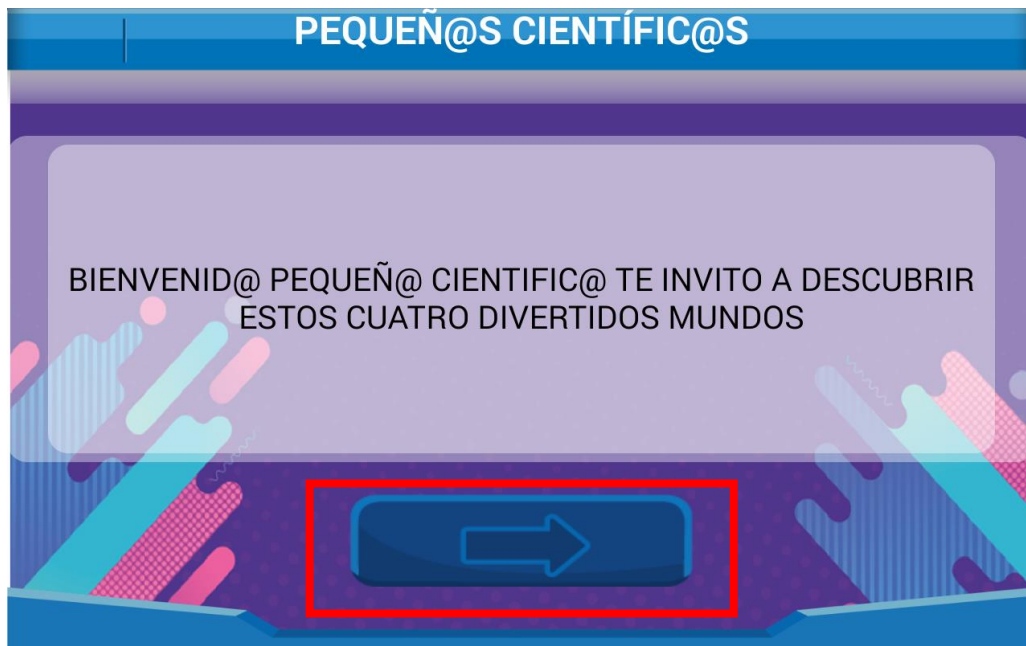 PEQUEÑ@S CIENTÍFIC@S
BIENVENID@ PEQUEÑ@ CIENTIFIC@ TE INVITO A DESCUBRIR
ESTOS CUATRO DIVERTIDOS MUNDOS